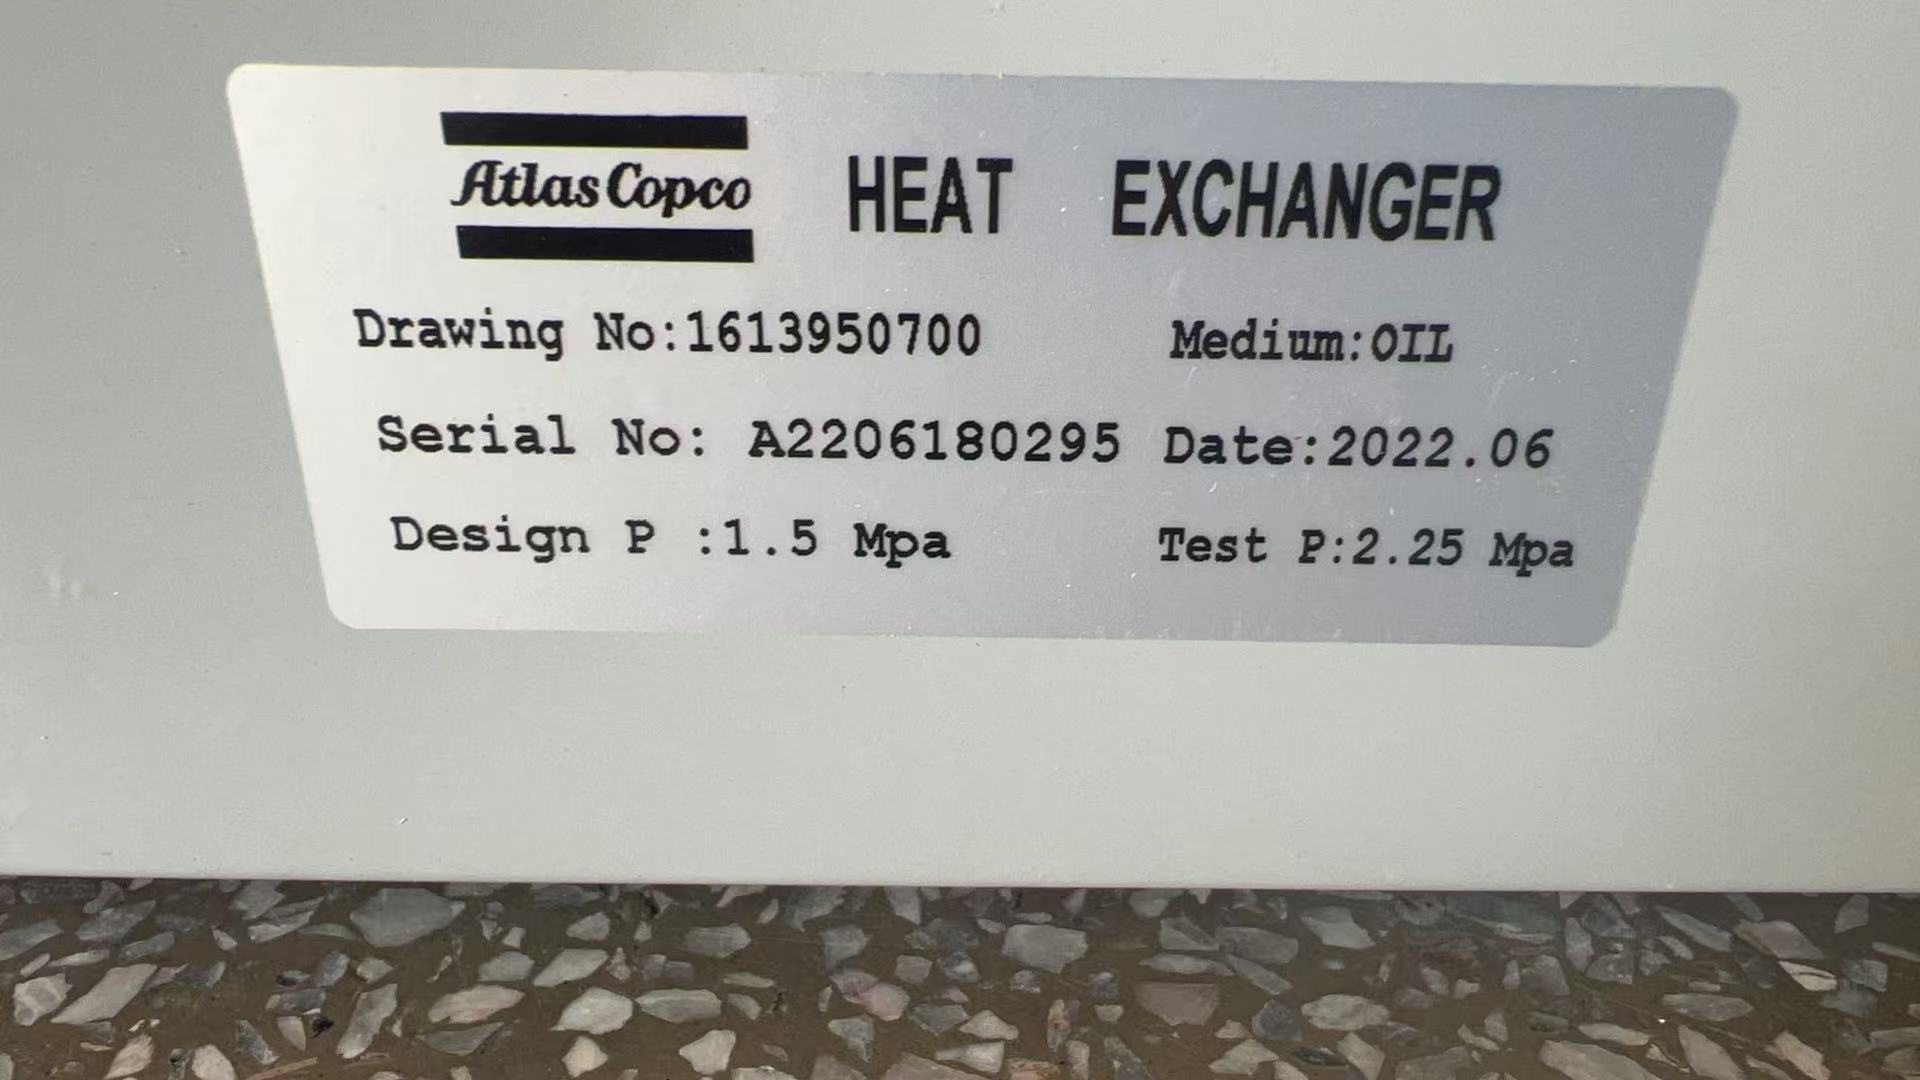 Atlas Copco HEAT EXCHANGER
Drawing No:1613950700 Medium:OIL
Serial No: A2206180295 Date:2022.06
Design P :1.5 Mpa Test P:2.25 Mpa